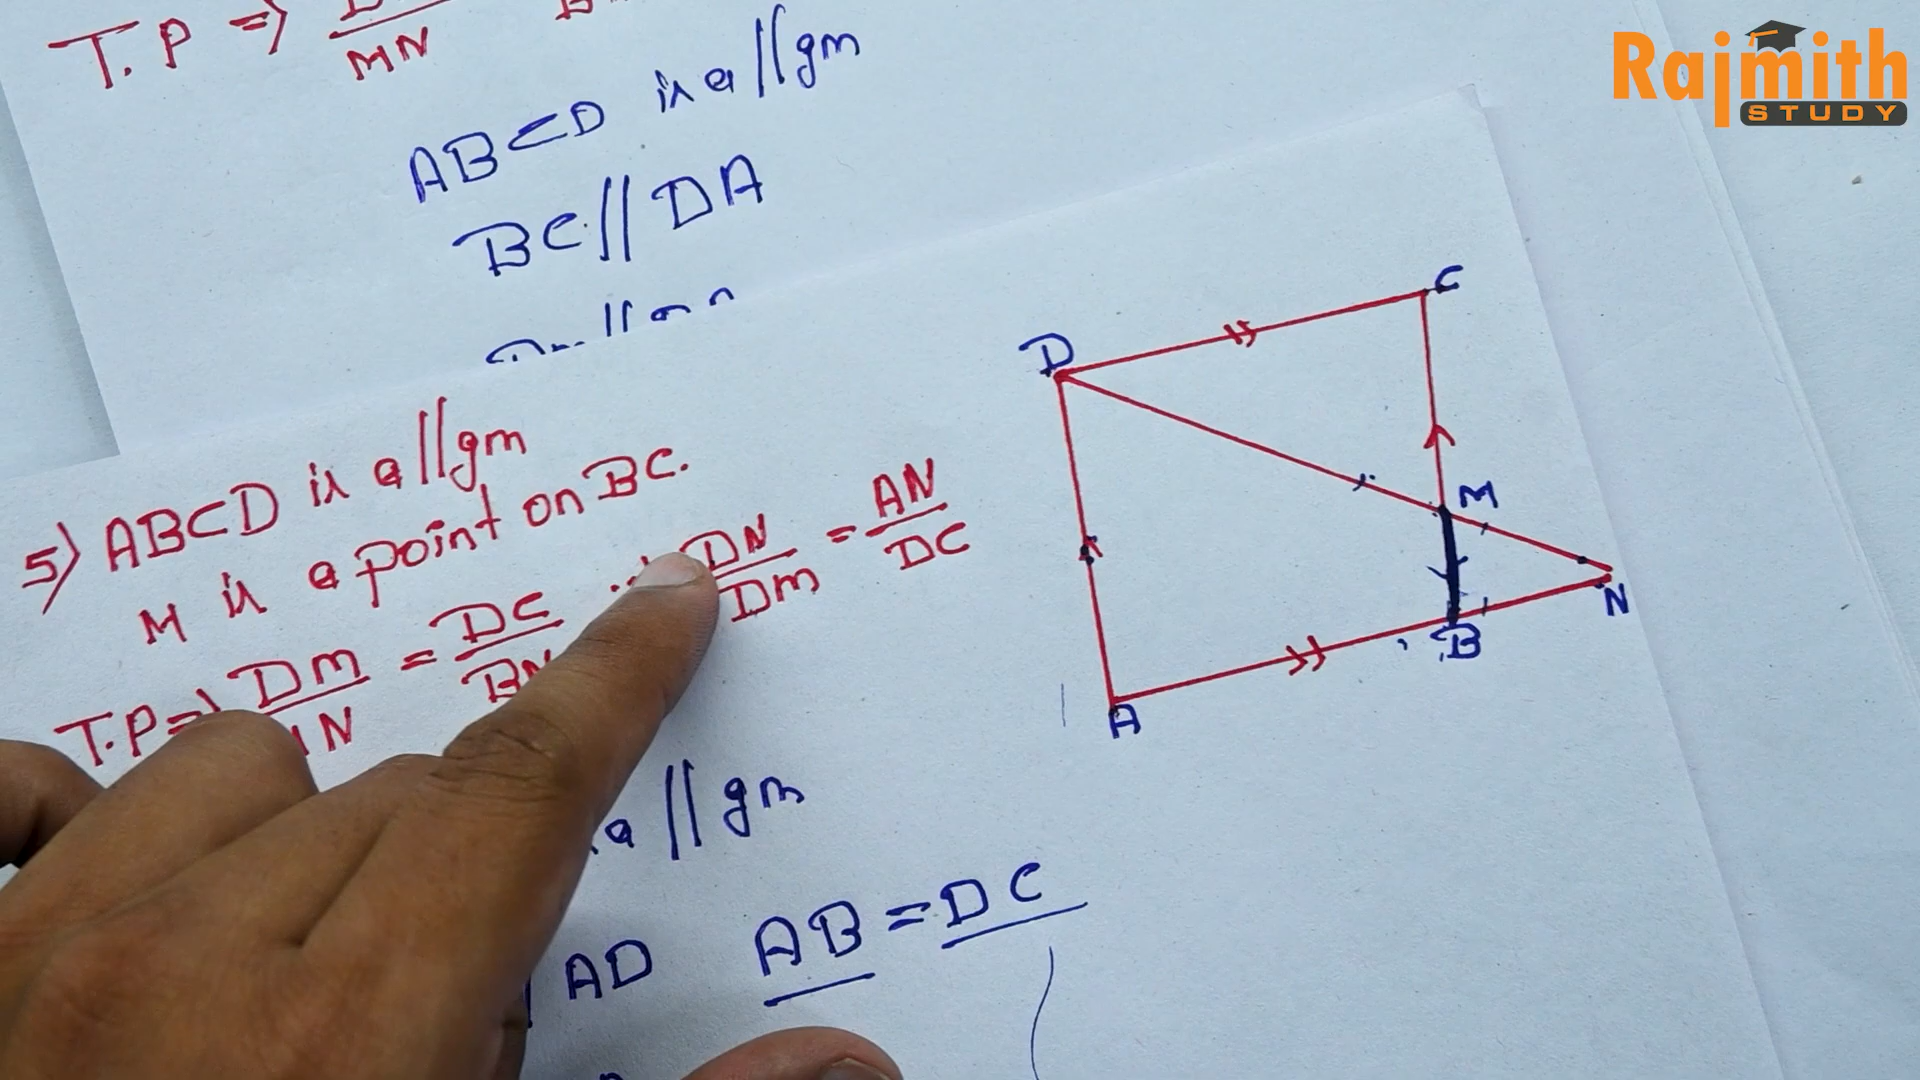 Rajmith
STUDY
T.P ⇒
MN
ABCD is a //gm
BC // DA
5) ABCD is a //gm
M is a point on BC.
T.P ⇒ DM/MN = DC/BN DN/DM = AN/DC
D
C
M
N
B
A
a //gm
AD AB = DC